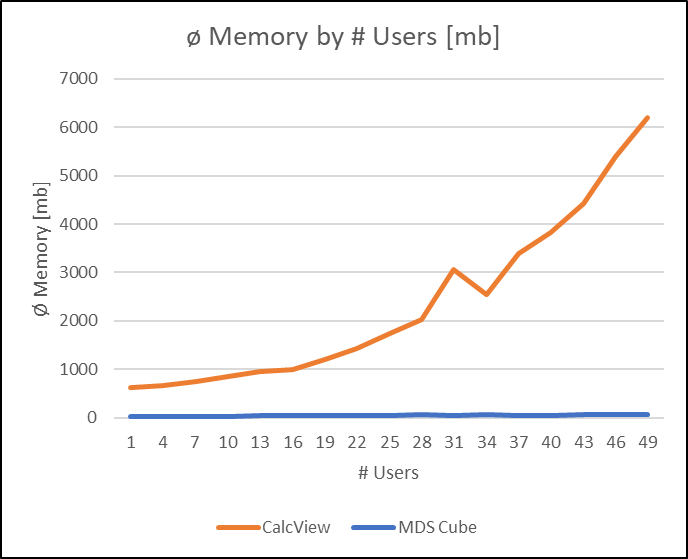 ø Memory by # Users [mb]
7000
6000
5000
4000
3000
2000
1000
0
Ø Memory [mb]
1 4 7 10 13 16 19 22 25 28 31 34 37 40 43 46 49
# Users
CalcView MDS Cube